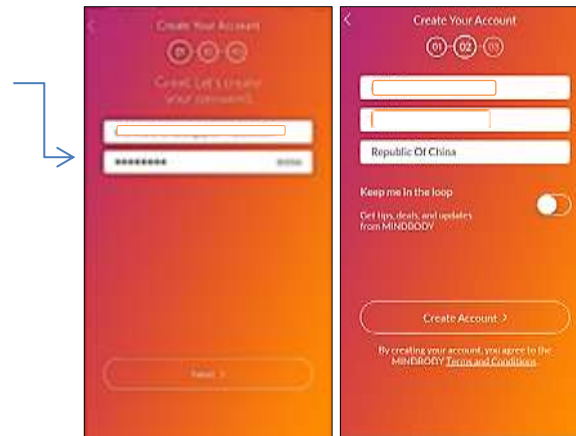 Create Your Account
01 02 03
Great! Let's create
your password.
Next >
Create Your Account
01 02 03
Republic Of China
Keep me in the loop
Get tips, deals, and updates
from MINDBODY
Create Account >
By creating your account, you agree to the
MINDBODY Terms and Conditions